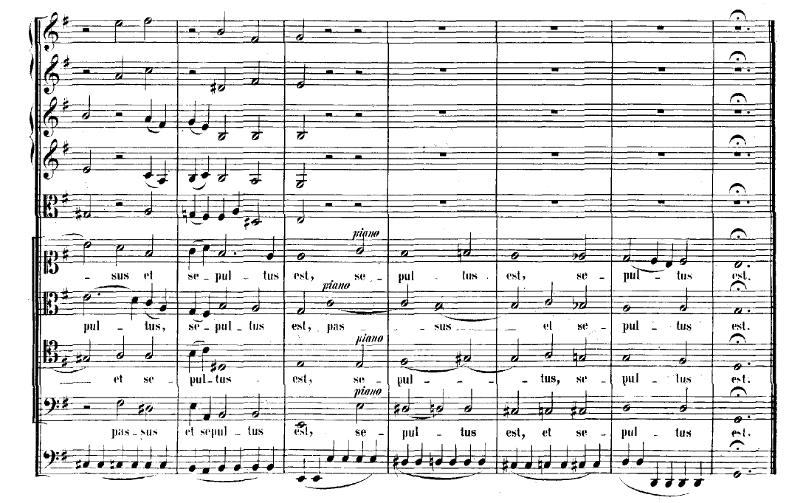 piano
- sus et se - pul - tus est, se - pul - tus est, se - pul - tus est.
piano
pul - tus, se - pul - tus est, pas - sus et se - pul - tus est.
piano
et se - pul - tus est, se - pul - tus, se - pul - tus est.
piano
pas - sus et sepul - tus est, se - pul - tus est, et se - pul - tus est.